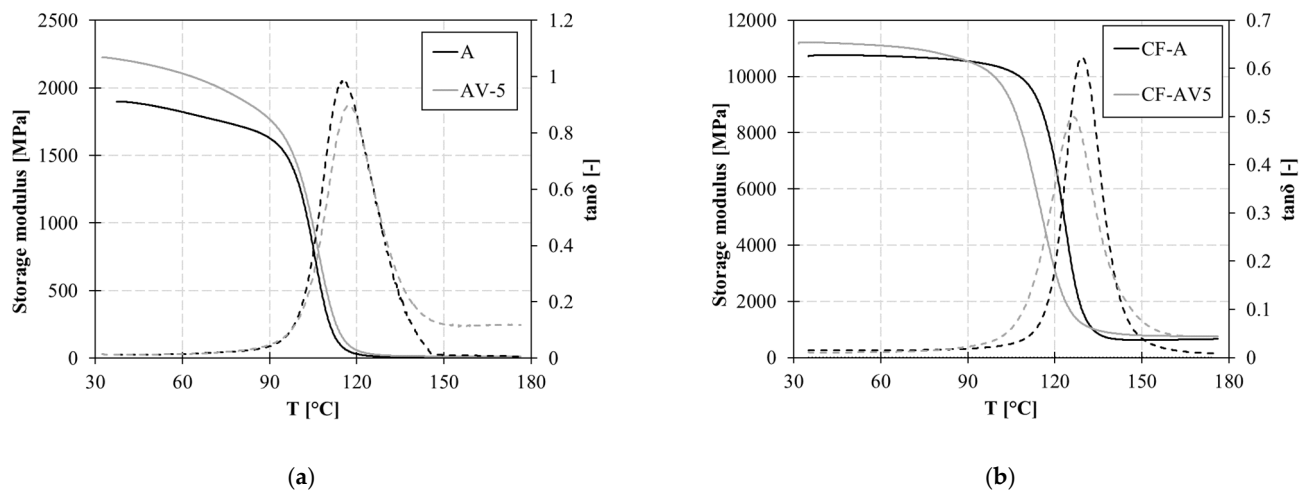 2500
2000
1500
1000
500
0
Storage modulus [MPa]
1.2
1
0.8
0.6
0.4
0.2
0
tanδ [-]
A
AV-5
30 60 90 120 150 180
T [°C]
(a)
12000
10000
8000
6000
4000
2000
0
Storage modulus [MPa]
0.7
0.6
0.5
0.4
0.3
0.2
0.1
0
tanδ [-]
CF-A
CF-AV5
30 60 90 120 150 180
T [°C]
(b)